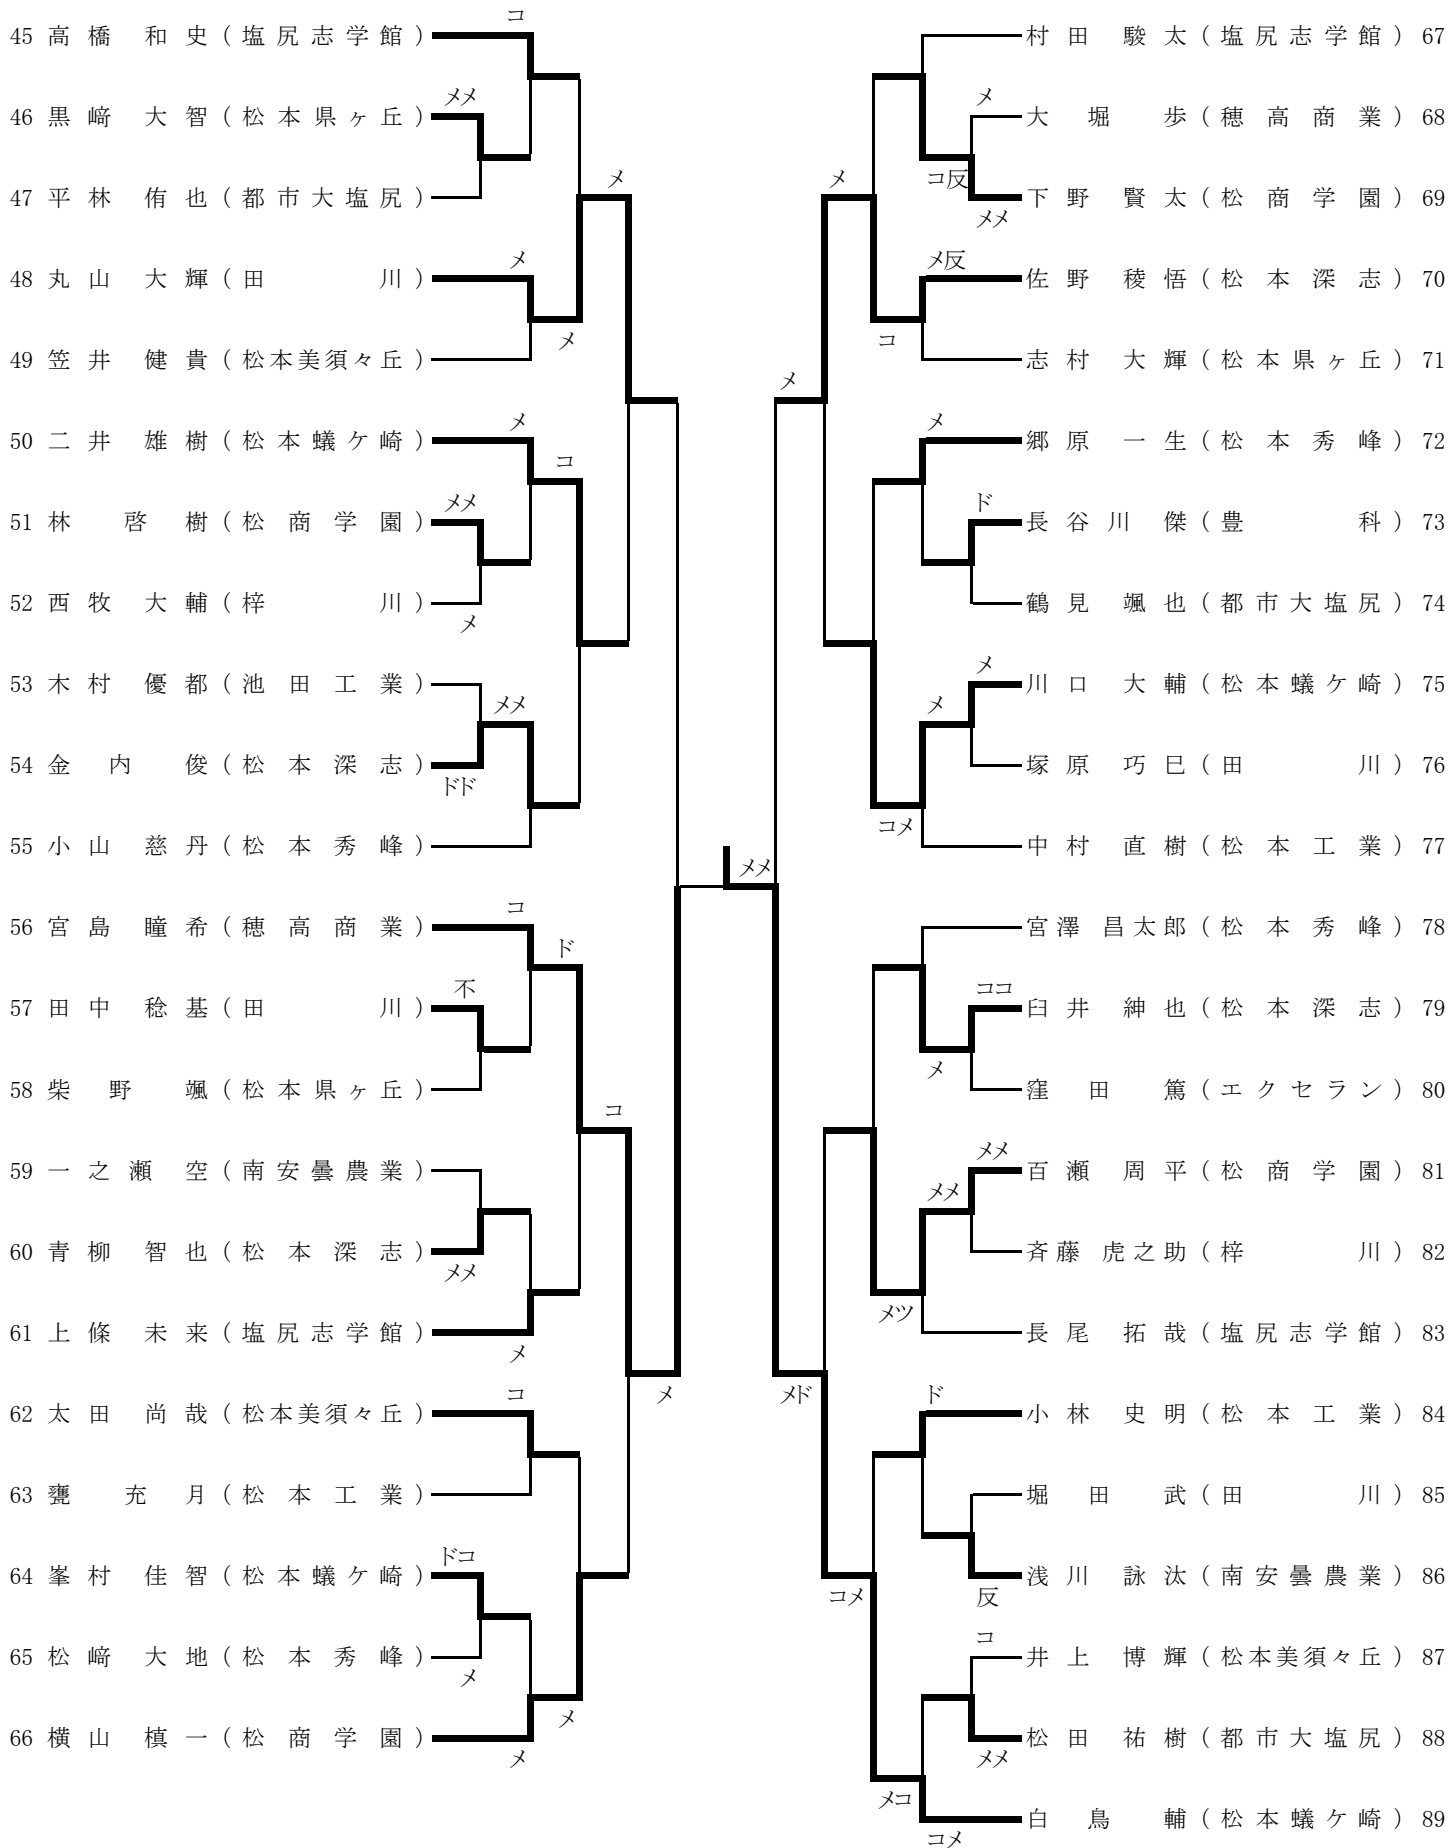 コ
45 高橋 和史（塩尻志学館）
メメ
46 黒﨑 大智（松本県ヶ丘）
47 平林 侑也（都市大塩尻）
メ
メ
48 丸山 大輝（田川）
メ
49 笠井 健貴（松本美須々丘）
メ
50 二井 雄樹（松本蟻ケ崎）
コ
メメ
51 林 啓樹（松商学園）
52 西牧 大輔（梓川）
メ
53 木村 優都（池田工業）
メメ
54 金内 俊（松本深志）
ドド
55 小山 慈丹（松本秀峰）
コ
56 宮島 瞳希（穂高商業）
ド
不
57 田中 稔基（田川）
58 柴野 颯（松本県ヶ丘）
コ
59 一之瀬 空（南安曇農業）
60 青柳 智也（松本深志）
メメ
61 上條 未来（塩尻志学館）
メ
メ
コ
62 太田 尚哉（松本美須々丘）
63 甕 充月（松本工業）
ドコ
64 峯村 佳智（松本蟻ケ崎）
65 松﨑 大地（松本秀峰）
メ
メ
66 横山 槙一（松商学園）
メ
メメ
村田 駿太（塩尻志学館）67
メ
大堀 歩（穂高商業）68
コ反
メ
下野 賢太（松商学園）69
メメ
メ反
佐野 稜悟（松本深志）70
コ
志村 大輝（松本県ヶ丘）71
メ
メ
郷原 一生（松本秀峰）72
ド
長谷川 傑（豊科）73
鶴見 颯也（都市大塩尻）74
メ
川口 大輔（松本蟻ケ崎）75
メ
塚原 巧巳（田川）76
コメ
中村 直樹（松本工業）77
宮澤 昌太郎（松本秀峰）78
ココ
臼井 紳也（松本深志）79
メ
窪田 篤（エクセラン）80
メメ
百瀬 周平（松商学園）81
メメ
斉藤 虎之助（梓川）82
メツ
長尾 拓哉（塩尻志学館）83
メド
ド
小林 史明（松本工業）84
堀田 武（田川）85
浅川 詠汰（南安曇農業）86
コメ
反
コ
井上 博輝（松本美須々丘）87
松田 祐樹（都市大塩尻）88
メメ
メコ
白鳥 輔（松本蟻ケ崎）89
コメ